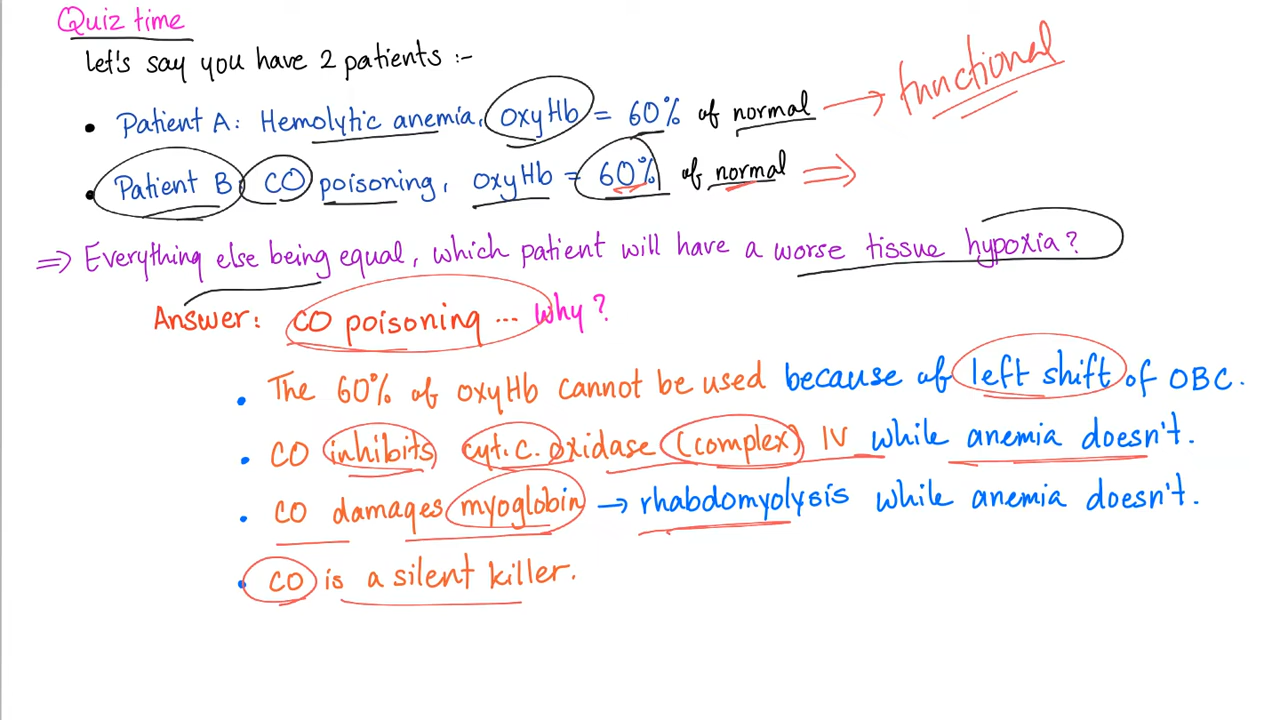 Quiz time
Let's say you have 2 patients :-
• Patient A: Hemolytic anemia, oxyHb = 60% of normal → functional
• Patient B: CO poisoning, oxyHb = 60% of normal ⇒
⇒ Everything else being equal, which patient will have a worse tissue hypoxia?
Answer: CO poisoning ... why?
• The 60% of oxyHb cannot be used because of left shift of OBC.
• CO inhibits cyt. c. oxidase (complex) IV while anemia doesn't.
• CO damages myoglobin → rhabdomyolysis while anemia doesn't.
• CO is a silent killer.